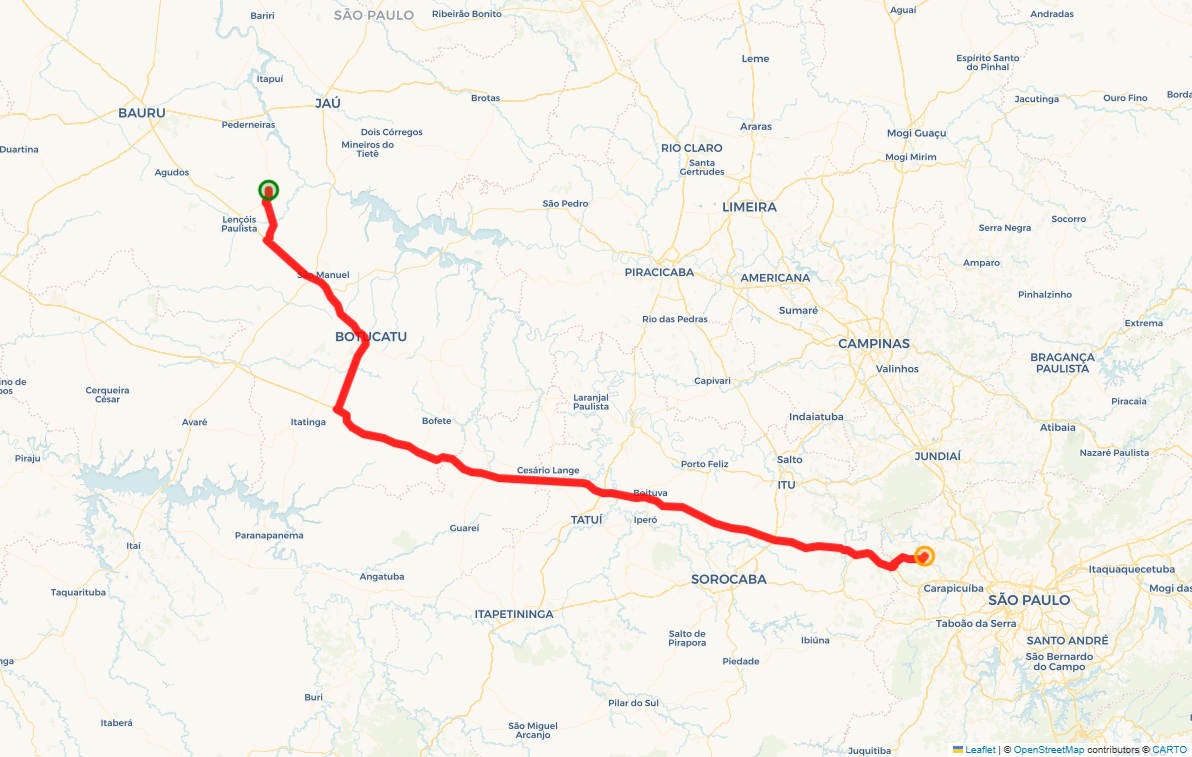 Bariri
SÃO PAULO
Ribeirão Bonito
Aguaí
Andradas
Itapuí
Leme
Espírito Santo
do Pinhal
BAURU
JAÚ
Brotas
Jacutinga
Ouro Fino
Borda
Pederneiras
Dois Córregos
Araras
Mogi Guaçu
Duartina
Mineiros do
Tietê
RIO CLARO
Santa
Gertrudes
Mogi Mirim
Agudos
São Pedro
LIMEIRA
Lençóis
Paulista
Serra Negra
Socorro
São Manuel
PIRACICABA
AMERICANA
Amparo
Pinhalzinho
Rio das Pedras
Sumaré
Extrema
BOTUCATU
CAMPINAS
Valinhos
BRAGANÇA
PAULISTA
ino de
pos
Cerqueira
César
Capivari
Laranjal
Paulista
Piracaia
Avaré
Itatinga
Bofete
Indaiatuba
Atibaia
Piraju
Cesário Lange
Porto Feliz
Salto
JUNDIAÍ
Nazaré Paulista
ITU
Boituva
TATUÍ
Iperó
Guareí
Paranapanema
Itaí
Angatuba
SOROCABA
Carapicuíba
Itaquaquecetuba
Taquarituba
Mogi das
SÃO PAULO
ITAPETININGA
Taboão da Serra
Salto de
Pirapora
Ibiúna
SANTO ANDRÉ
nga
Piedade
São Bernardo
do Campo
Buri
Pilar do Sul
Itaberá
São Miguel
Arcanjo
Juquitiba
Leaflet | © OpenStreetMap contributors © CARTO